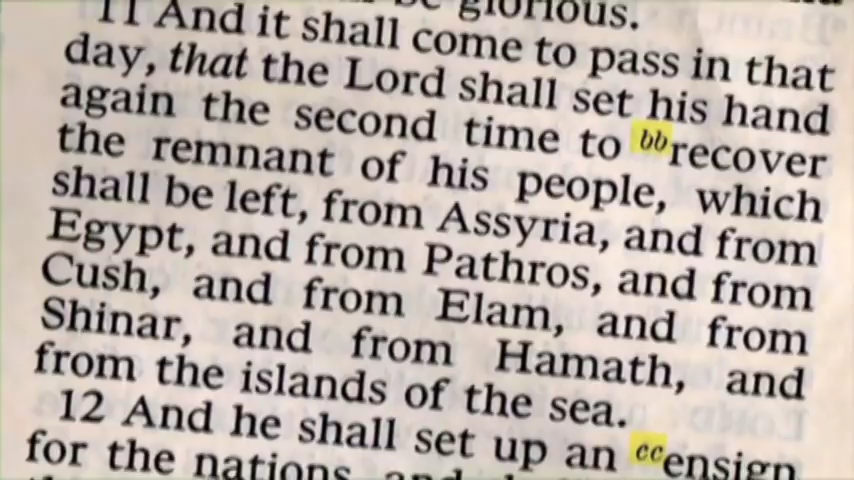 be glorious.
11 And it shall come to pass in that
day, that the Lord shall set his hand
again the second time to bbrecover
the remnant of his people, which
shall be left, from Assyria, and from
Egypt, and from Pathros, and from
Cush, and from Elam, and from
Shinar, and from Hamath, and
from the islands of the sea.
12 And he shall set up an ccensign
for the nations, and